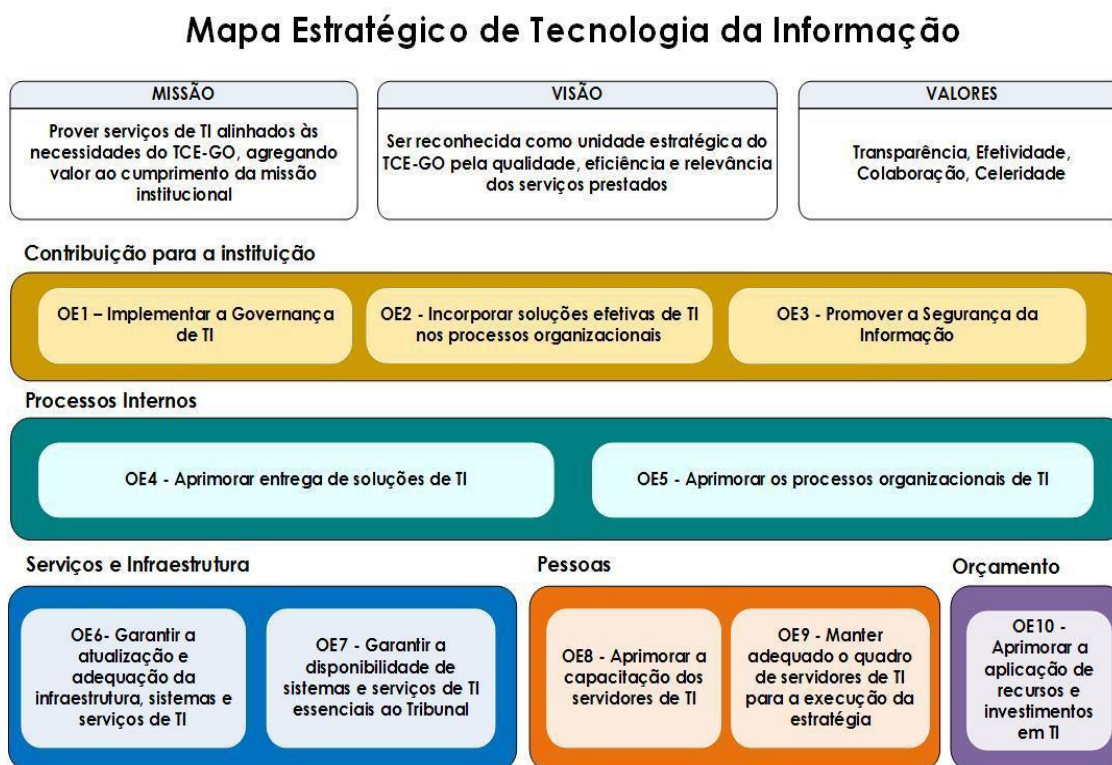 Mapa Estratégico de Tecnologia da Informação
MISSÃO
Prover serviços de TI alinhados às
necessidades do TCE-GO, agregando
valor ao cumprimento da missão
institucional
VISÃO
Ser reconhecida como unidade estratégica do
TCE-GO pela qualidade, eficiência e relevância
dos serviços prestados
VALORES
Transparência, Efetividade,
Colaboração, Celeridade
Contribuição para a instituição
OE1 – Implementar a Governança
de TI
OE2 - Incorporar soluções efetivas de TI
nos processos organizacionais
OE3 - Promover a Segurança da
Informação
Processos Internos
OE4 - Aprimorar entrega de soluções de TI
OE5 - Aprimorar os processos organizacionais de TI
Serviços e Infraestrutura
OE6- Garantir a
atualização e
adequação da
infraestrutura, sistemas e
serviços de TI
OE7 - Garantir a
disponibilidade de
sistemas e serviços de TI
essenciais ao Tribunal
Pessoas
OE8 - Aprimorar a
capacitação dos
servidores de TI
OE9 - Manter
adequado o quadro
de servidores de TI
para a execução da
estratégia
Orçamento
OE10 -
Aprimorar a
aplicação de
recursos e
investimentos
em TI